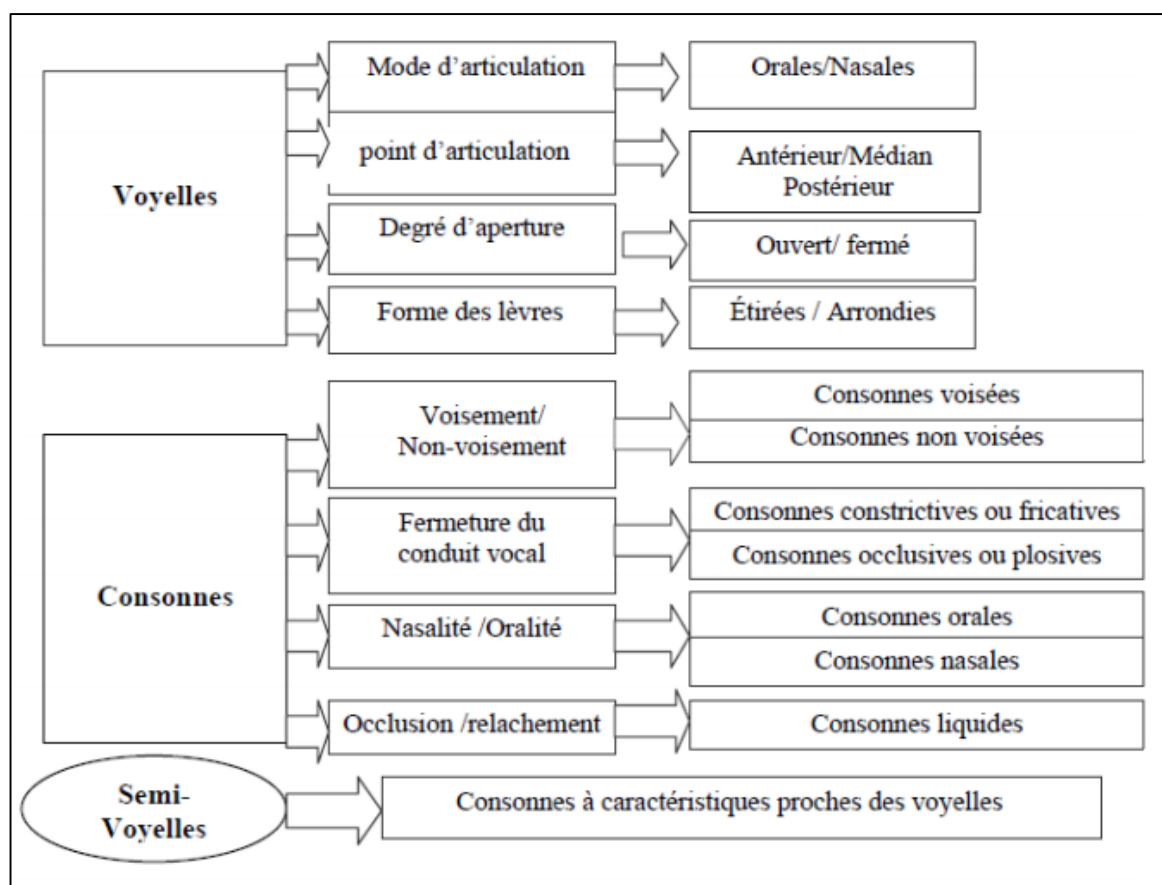 Mode d’articulation
Orales/Nasales
point d’articulation
Antérieur/Médian
Postérieur
Voyelles
Degré d’aperture
Ouvert/ fermé
Forme des lèvres
Étirées / Arrondies
Voisement/
Non-voisement
Consonnes voisées
Consonnes non voisées
Fermeture du
conduit vocal
Consonnes constrictives ou fricatives
Consonnes occlusives ou plosives
Consonnes
Nasalité /Oralité
Consonnes orales
Consonnes nasales
Occlusion /relachement
Consonnes liquides
Semi-
Voyelles
Consonnes à caractéristiques proches des voyelles